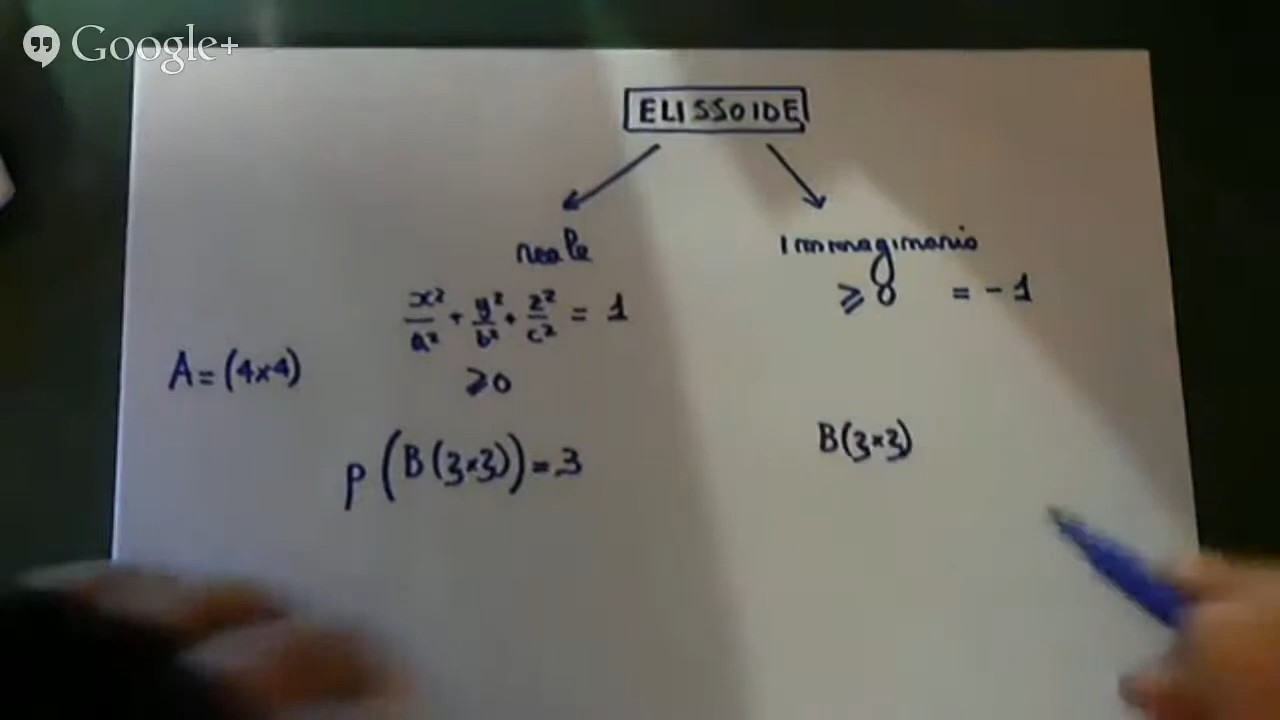 Google+
ELISSOIDE
reale
immaginario
x²/a² + y²/b² + z²/c² = 1
≥ 0 = -1
A = (4×4)
≥ 0
ρ (B (3×3)) = 3
B(3×3)